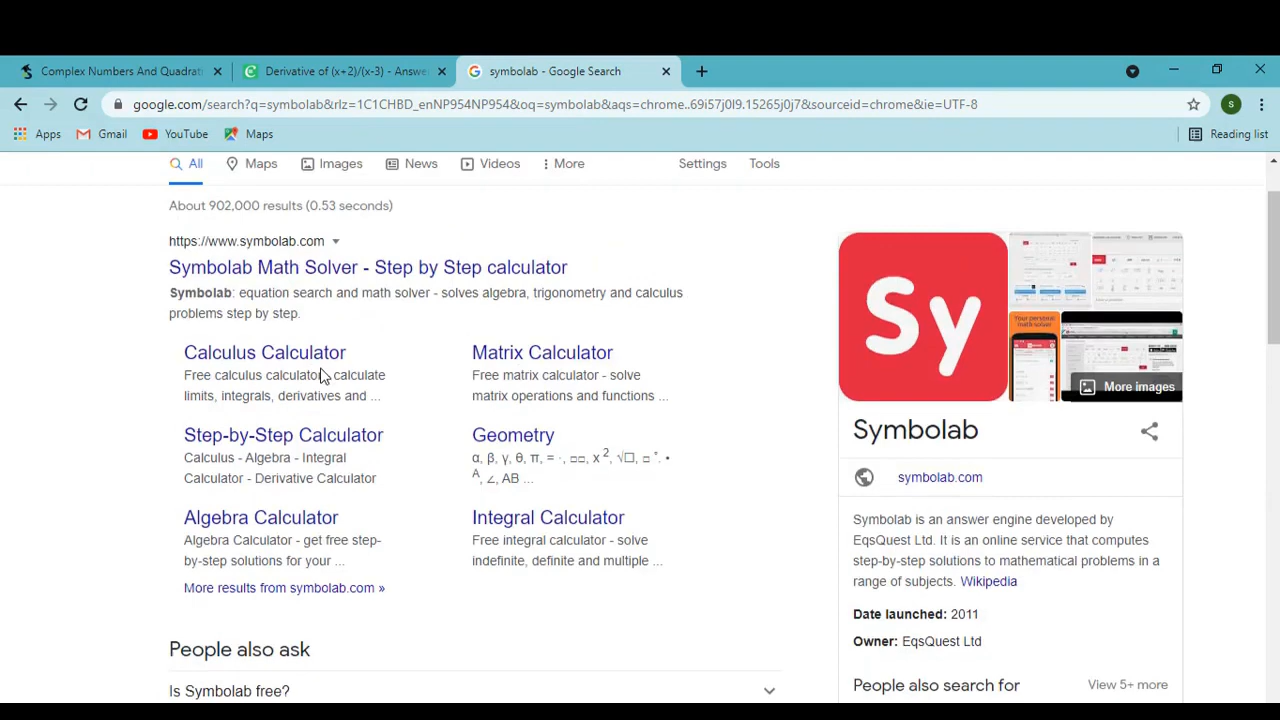 Complex Numbers And Quadrat
Derivative of (x+2)/(x-3) - Answe
symbolab - Google Search
google.com/search?q=symbolab&rlz=1C1CHBD_enNP954NP954&oq=symbolab&aqs=chrome..69i57j0l9.15265j0j7&sourceid=chrome&ie=UTF-8
S
Apps
Gmail
YouTube
Maps
Reading list
All
Maps
Images
News
Videos
More
Settings
Tools
About 902,000 results (0.53 seconds)
https://www.symbolab.com
Symbolab Math Solver - Step by Step calculator
Symbolab: equation search and math solver - solves algebra, trigonometry and calculus
problems step by step.
Calculus Calculator
Free calculus calculator - calculate
limits, integrals, derivatives and ...
Matrix Calculator
Free matrix calculator - solve
matrix operations and functions ...
Step-by-Step Calculator
Calculus - Algebra - Integral
Calculator - Derivative Calculator
Geometry
α, β, γ, θ, π, = ·, □□, x 2, √□, □ °. •
A, ∠, AB ...
Algebra Calculator
Algebra Calculator - get free step-
by-step solutions for your ...
Integral Calculator
Free integral calculator - solve
indefinite, definite and multiple ...
More results from symbolab.com »
People also ask
Is Symbolab free?
Sy
Your personal
math solver
More images
Symbolab
symbolab.com
Symbolab is an answer engine developed by
EqsQuest Ltd. It is an online service that computes
step-by-step solutions to mathematical problems in a
range of subjects. Wikipedia
Date launched: 2011
Owner: EqsQuest Ltd
People also search for
View 5+ more